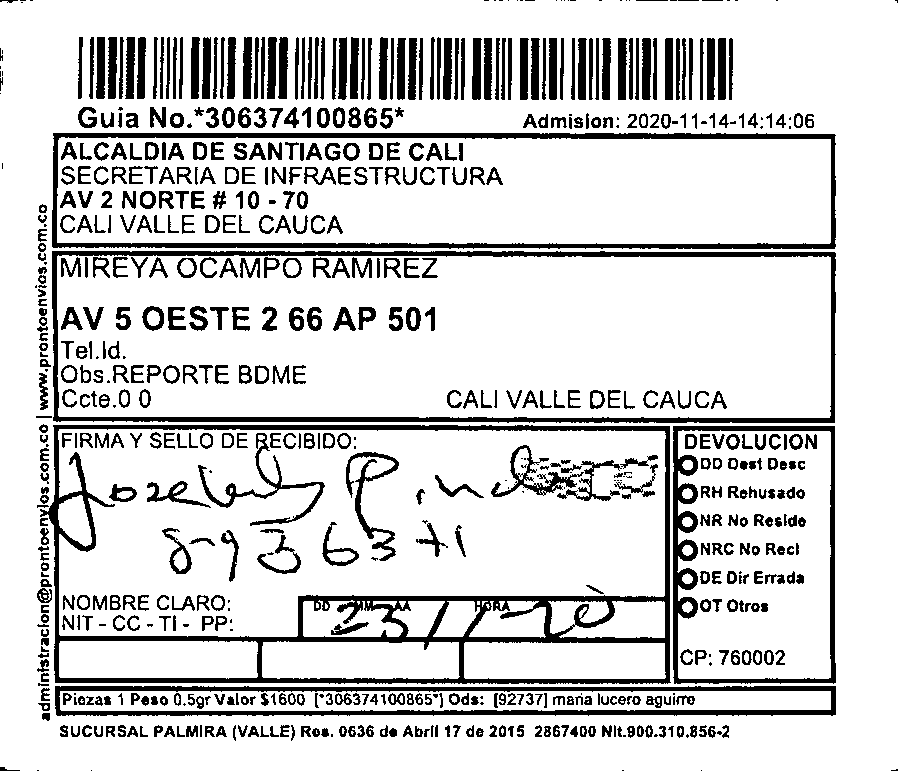 Guia No.*306374100865*
Admision: 2020-11-14-14:14:06
ALCALDIA DE SANTIAGO DE CALI
SECRETARIA DE INFRAESTRUCTURA
AV 2 NORTE # 10 - 70
CALI VALLE DEL CAUCA
MIREYA OCAMPO RAMIREZ
AV 5 OESTE 2 66 AP 501
Tel.Id.
Obs.REPORTE BDME
Ccte.0 0
CALI VALLE DEL CAUCA
administracion@prontoenvios.com.co | www.prontoenvios.com.co
FIRMA Y SELLO DE RECIBIDO:
NOMBRE CLARO:
NIT - CC - TI - PP:
DD MM AA HORA
DEVOLUCION
DD Dest Desc
RH Rehusado
NR No Reside
NRC No Recl
DE Dir Errada
OT Otros
CP: 760002
Piezas 1 Peso 0.5gr Valor $1600 [*306374100865*] Ods: [92737] maria lucero aguirre
SUCURSAL PALMIRA (VALLE) Res. 0636 de Abril 17 de 2015 2867400 Nit.900.310.856-2